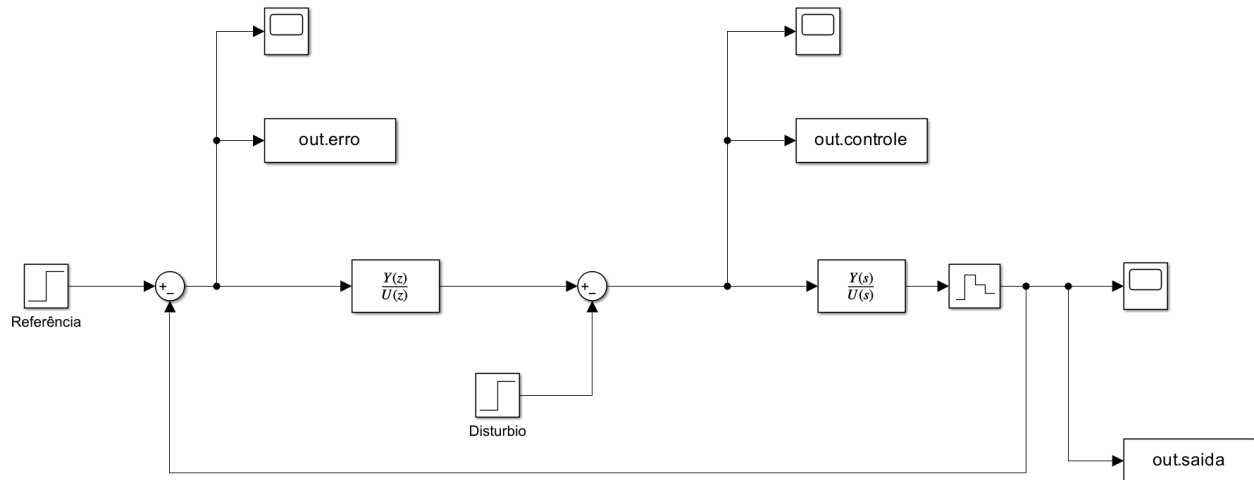 out.erro
out.controle
Y(z)
U(z)
Y(s)
U(s)
+
−
+
−
Referência
Disturbio
out.saida